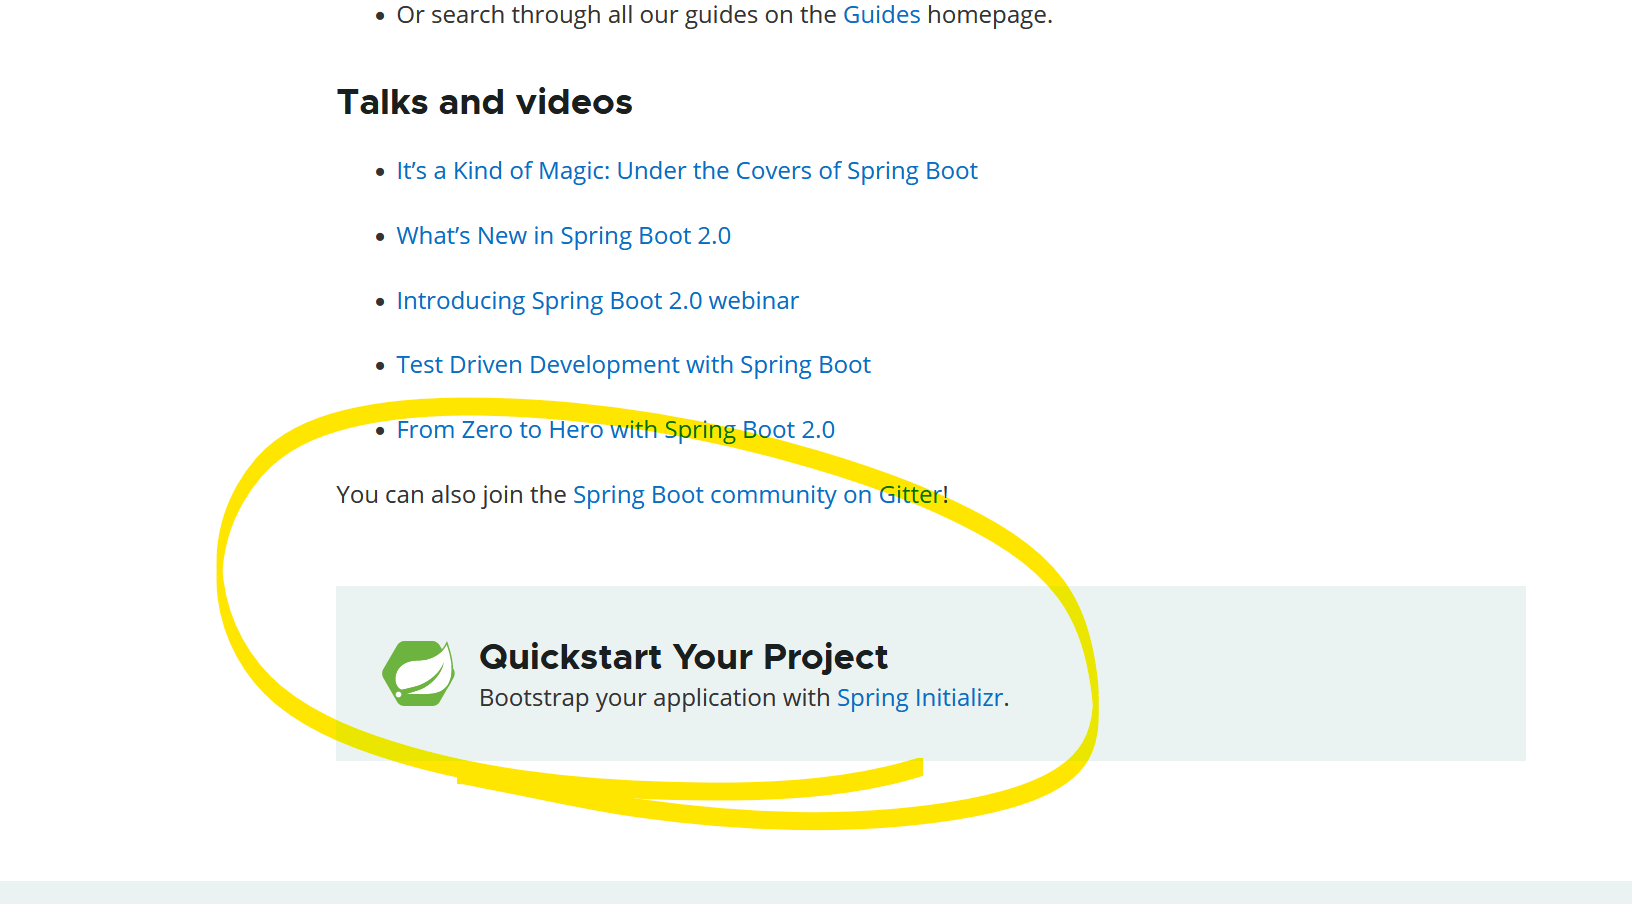 Or search through all our guides on the Guides homepage.
Talks and videos
It’s a Kind of Magic: Under the Covers of Spring Boot
What’s New in Spring Boot 2.0
Introducing Spring Boot 2.0 webinar
Test Driven Development with Spring Boot
From Zero to Hero with Spring Boot 2.0
You can also join the Spring Boot community on Gitter!
Quickstart Your Project
Bootstrap your application with Spring Initializr.